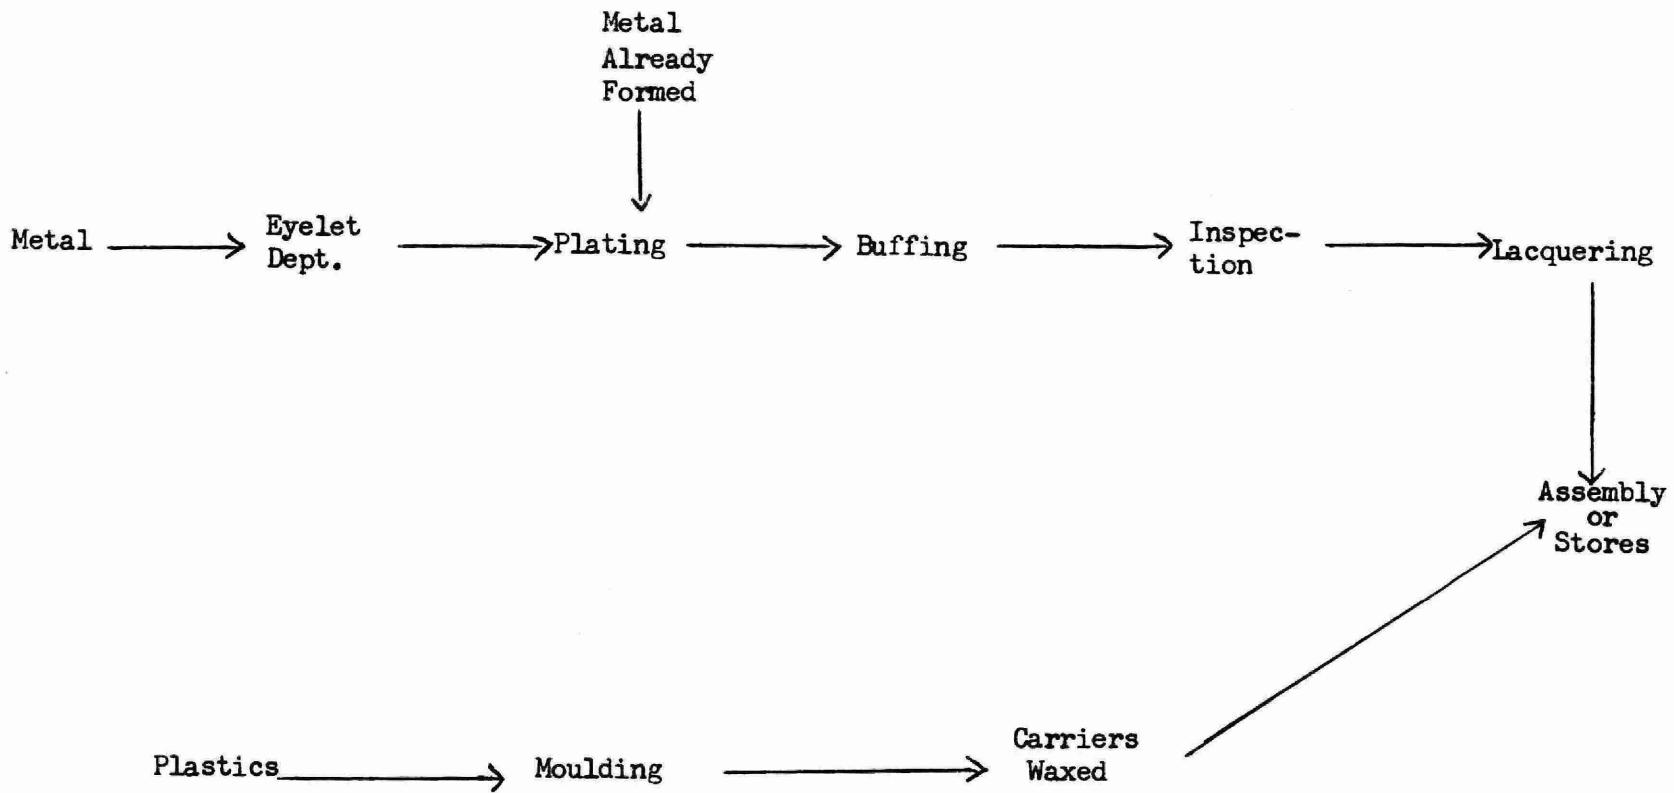 Metal
Already
Formed
Metal
Eyelet
Dept.
Plating
Buffing
Inspec-
tion
Lacquering
Assembly
or
Stores
Plastics
Moulding
Carriers
Waxed